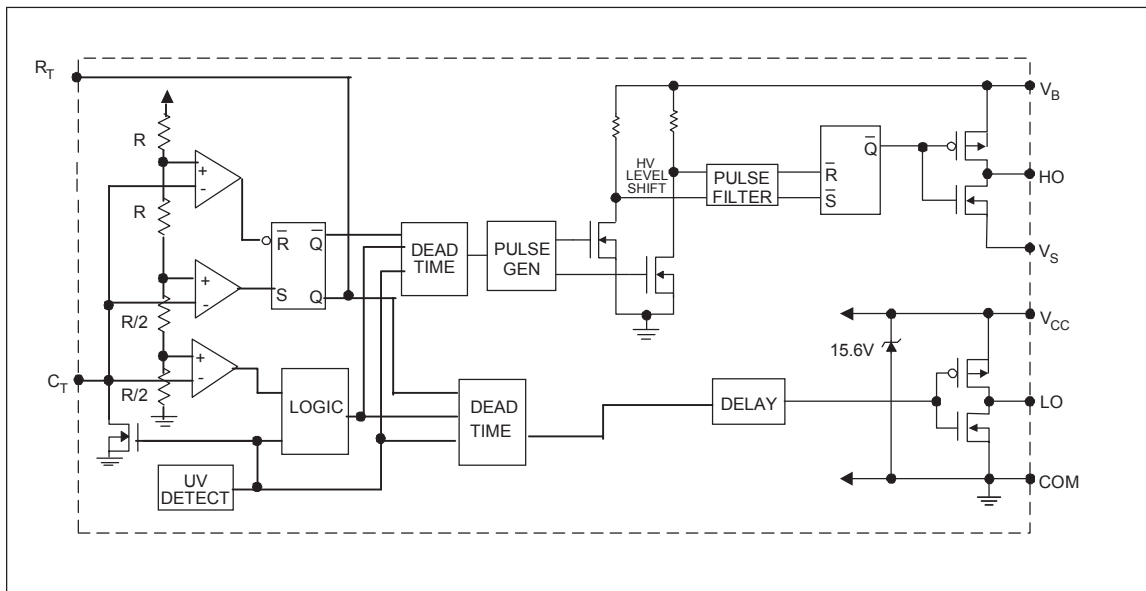 R_T
R
R
R/2
R/2
C_T
+
-
+
-
+
-
R̅
Q̅
S
Q
DEAD
TIME
PULSE
GEN
HV
LEVEL
SHIFT
PULSE
FILTER
R̅
S̅
Q̅
V_B
HO
V_S
V_CC
15.6V
LO
COM
LOGIC
DEAD
TIME
DELAY
UV
DETECT